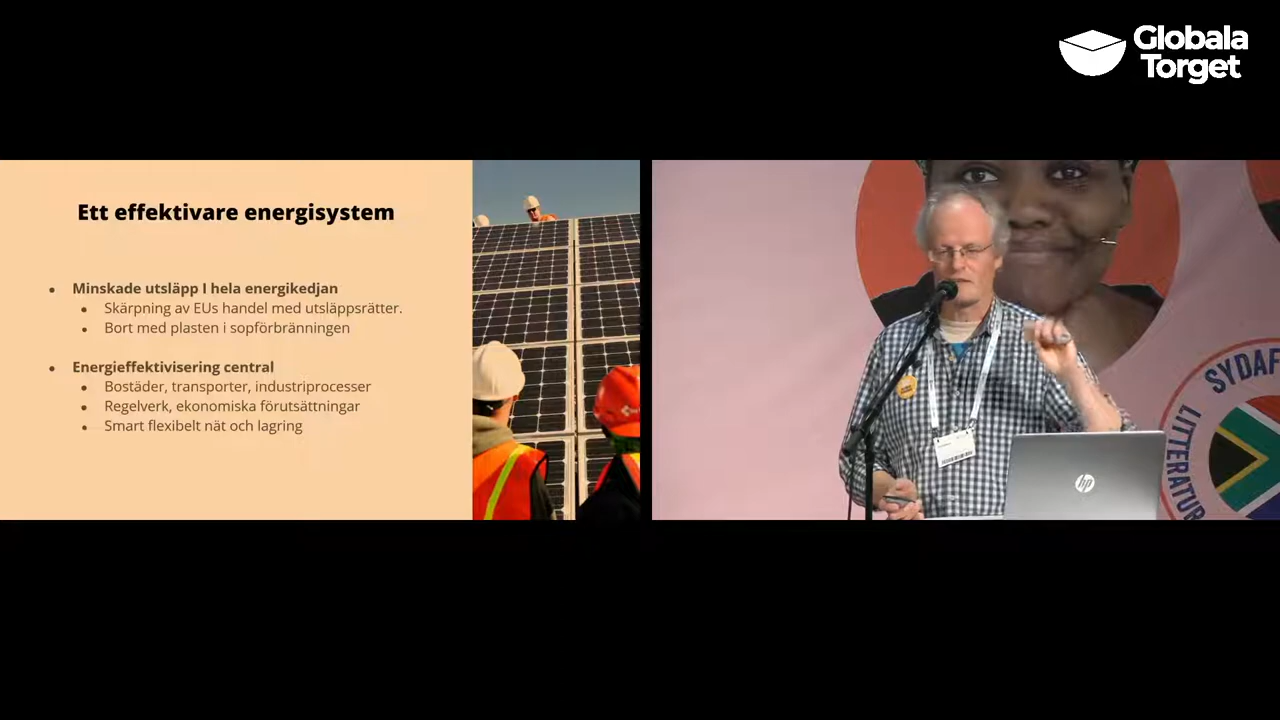 Globala
Torget
Ett effektivare energisystem
• Minskade utsläpp I hela energikedjan
• Skärpning av EUs handel med utsläppsrätter.
• Bort med plasten i sopförbränningen
• Energieffektivisering central
• Bostäder, transporter, industriprocesser
• Regelverk, ekonomiska förutsättningar
• Smart flexibelt nät och lagring
hp
SYDAF
LITTERATUR